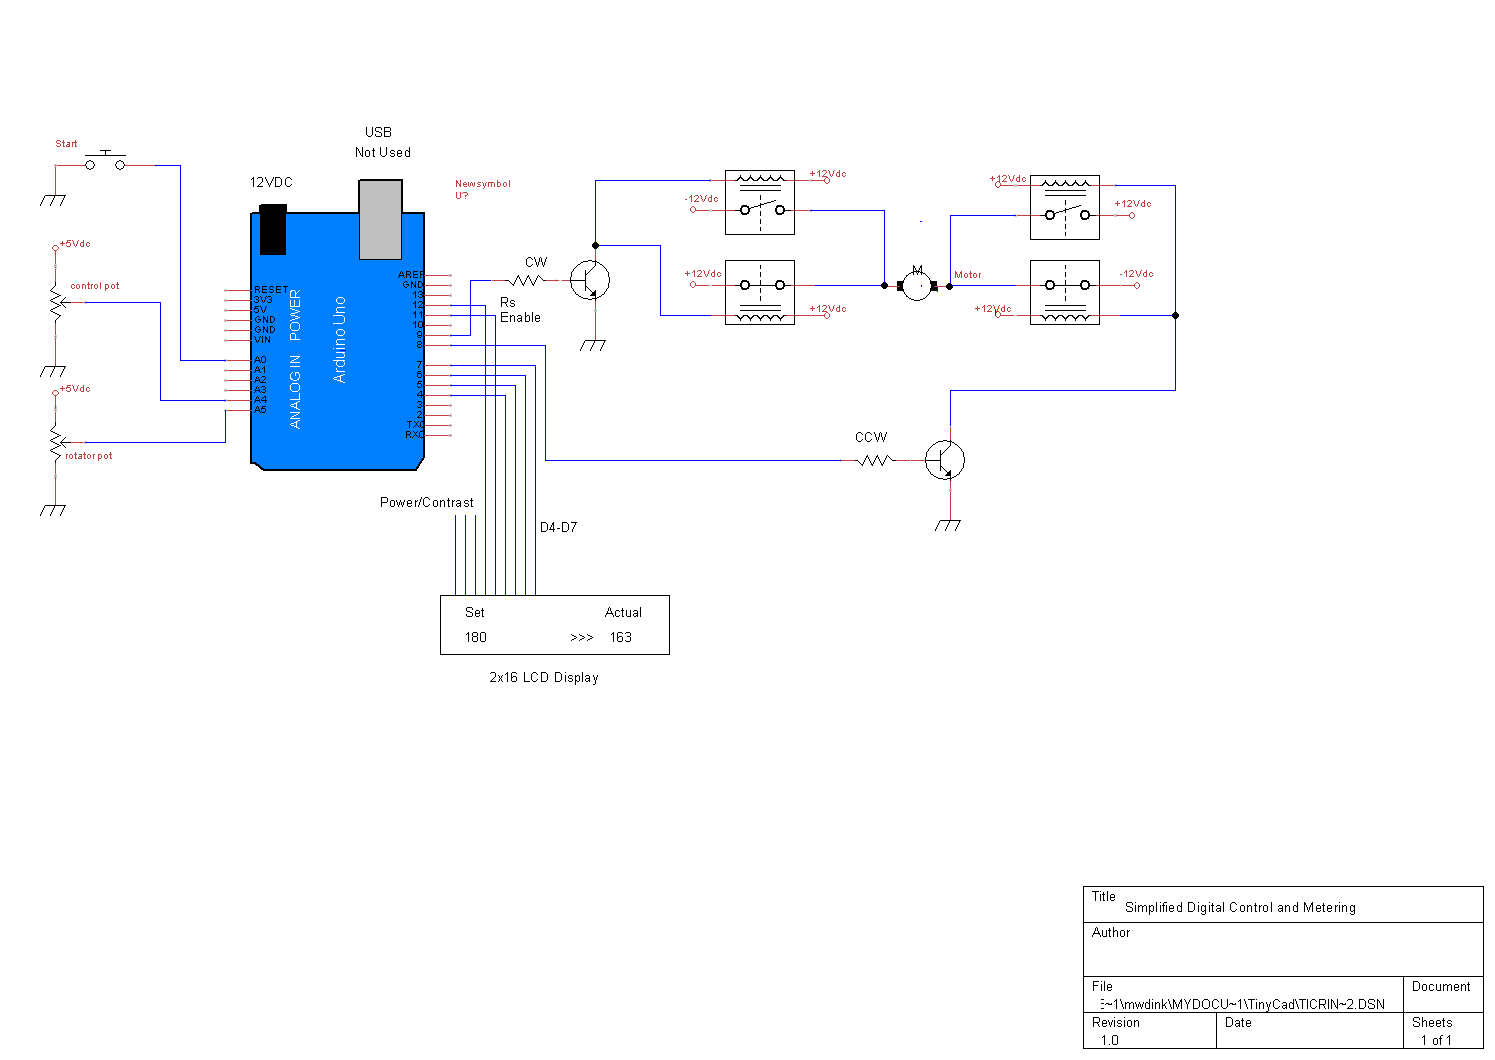 USB
Not Used
Start
12VDC
Newsymbol
U?
+12Vdc
-12Vdc
+12Vdc
+12Vdc
+5Vdc
control pot
CW
M
Motor
+12Vdc
-12Vdc
+12Vdc
+12Vdc
Rs
Enable
RESET
3V3
5V
GND
GND
VIN
A0
A1
A2
A3
A4
A5
POWER
ANALOG IN
Arduino Uno
AREF
GND
13
12
11
10
9
8
7
6
5
4
3
2
TX
RX
+5Vdc
rotator pot
CCW
Power/Contrast
D4-D7
Set Actual
180 >>> 163
2x16 LCD Display
Title
Simplified Digital Control and Metering
Author
File Document
~1\mwdink\MYDOCU~1\TinyCad\TICRIN~2.DSN
Revision Date Sheets
1.0 1 of 1